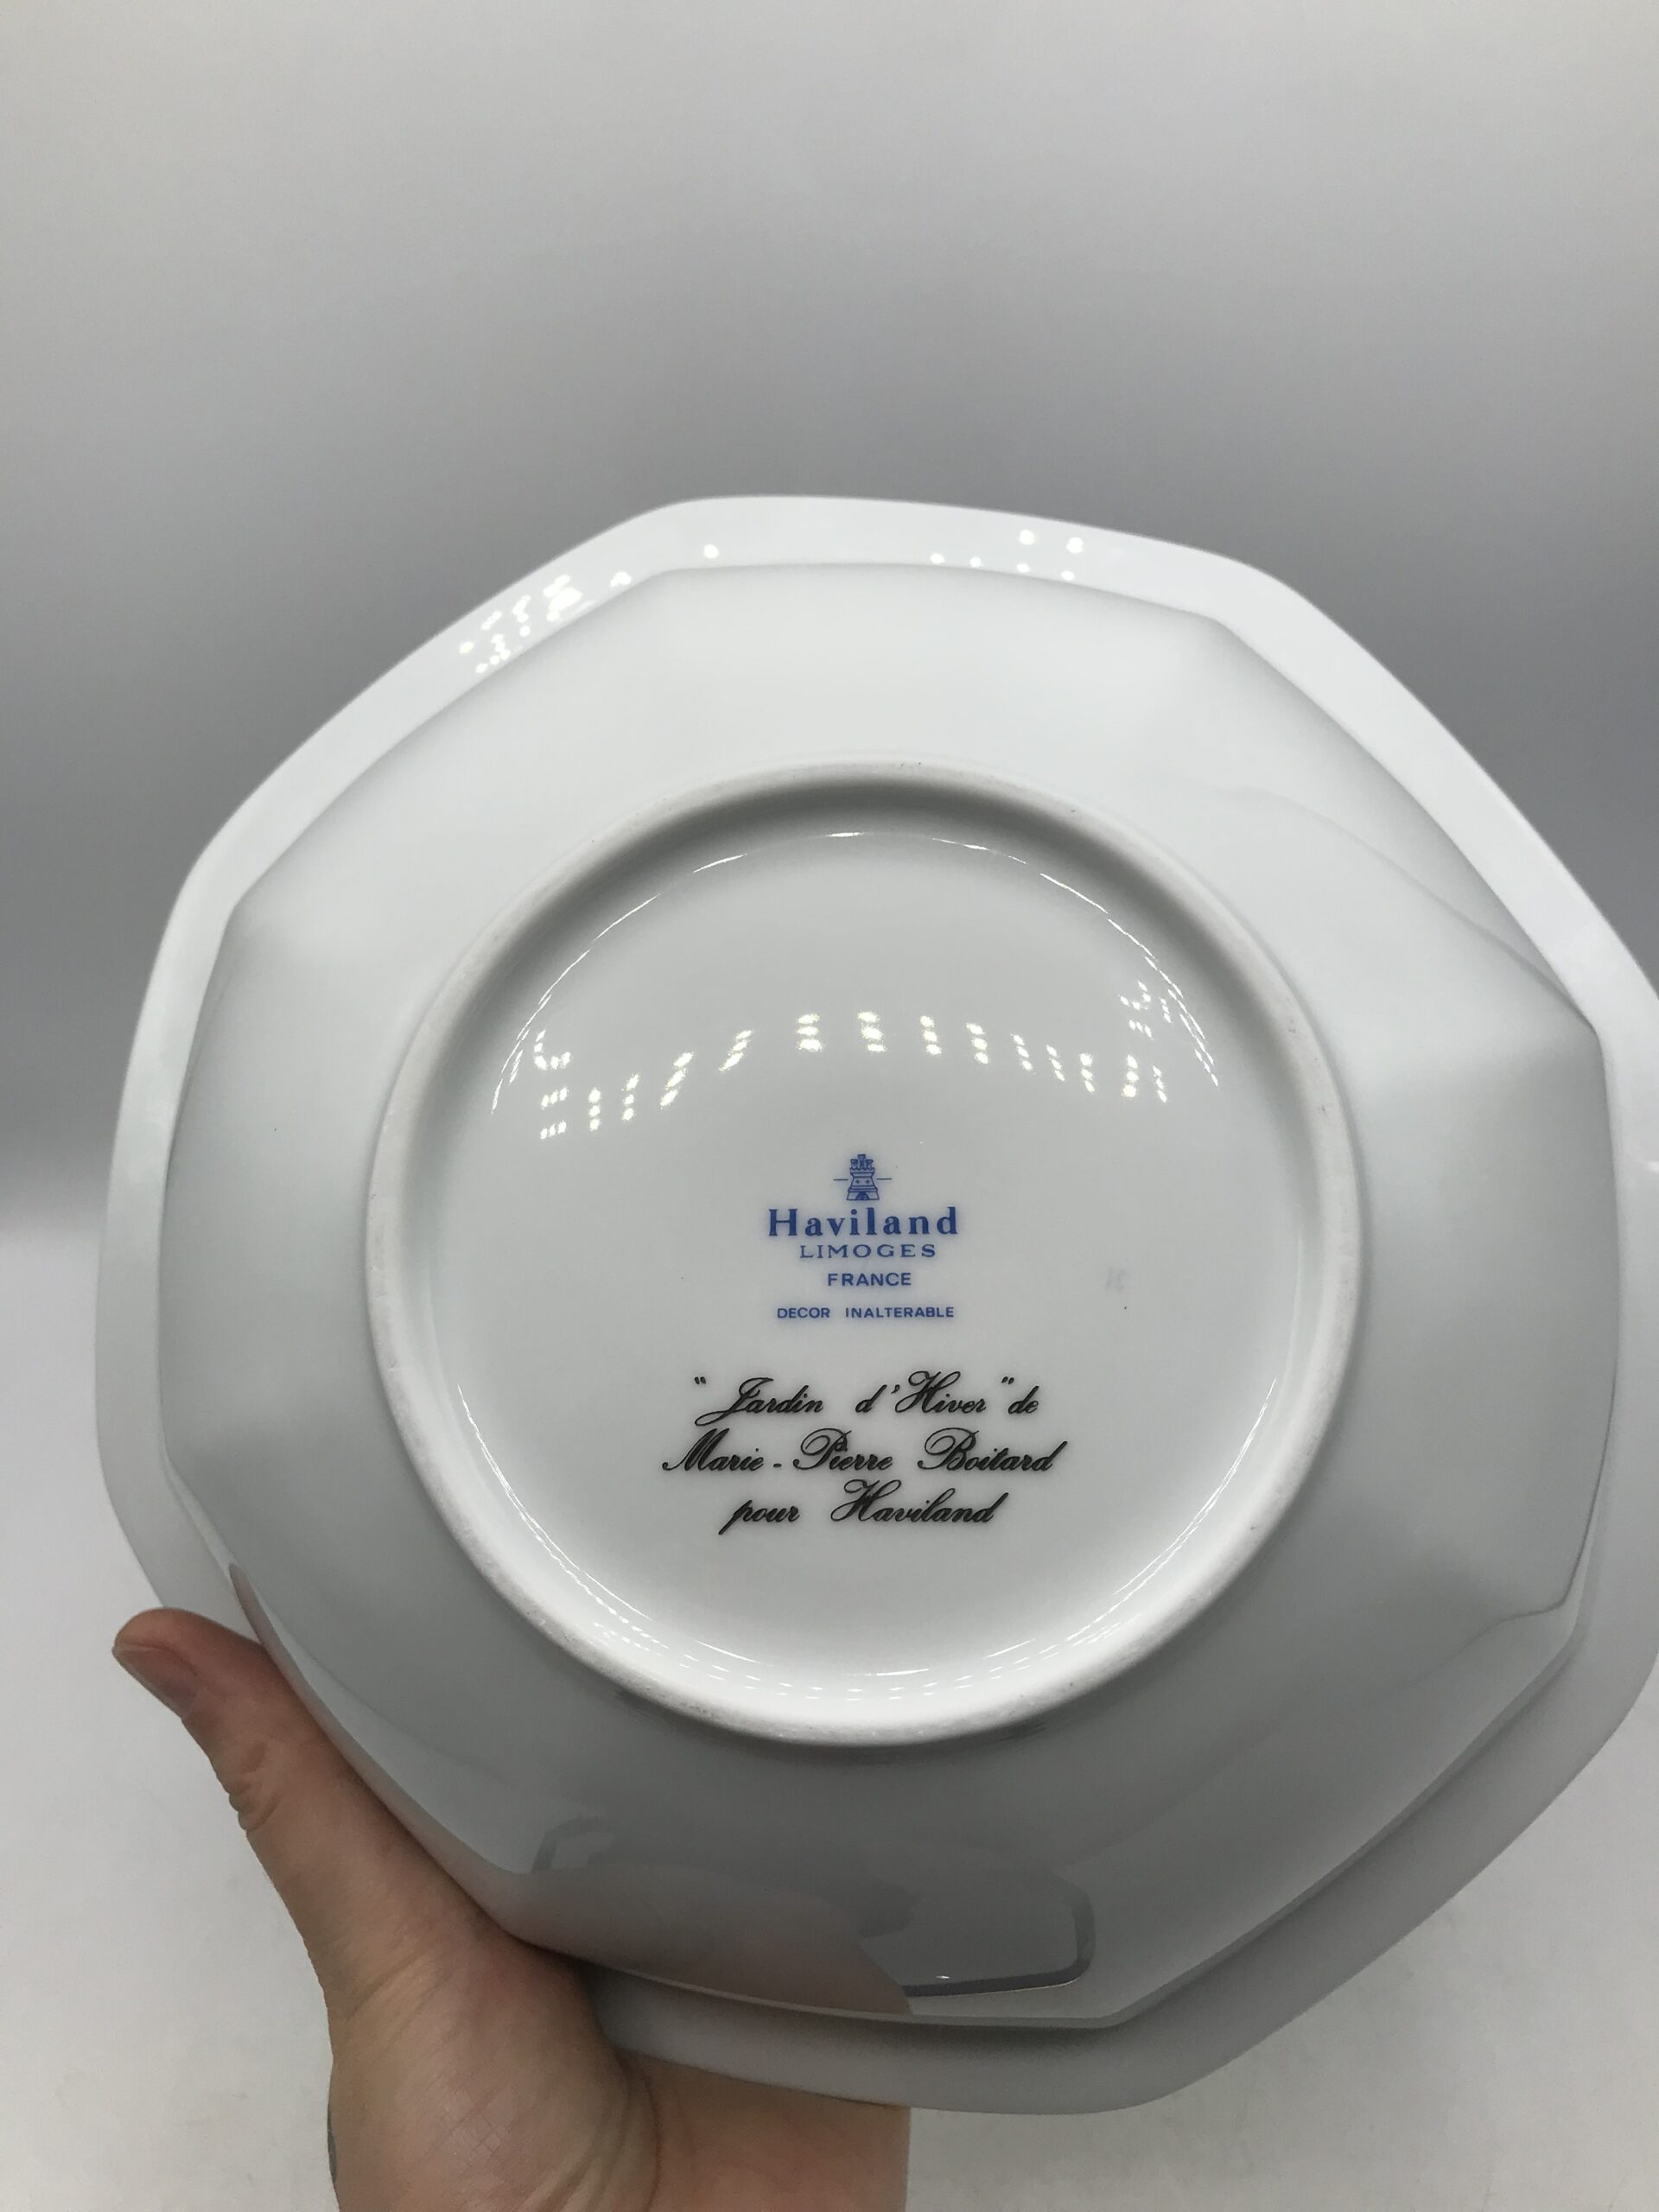 Haviland
LIMOGES
FRANCE
DECOR INALTERABLE
"Jardin d'Hiver" de
Marie-Pierre Boitard
pour Haviland